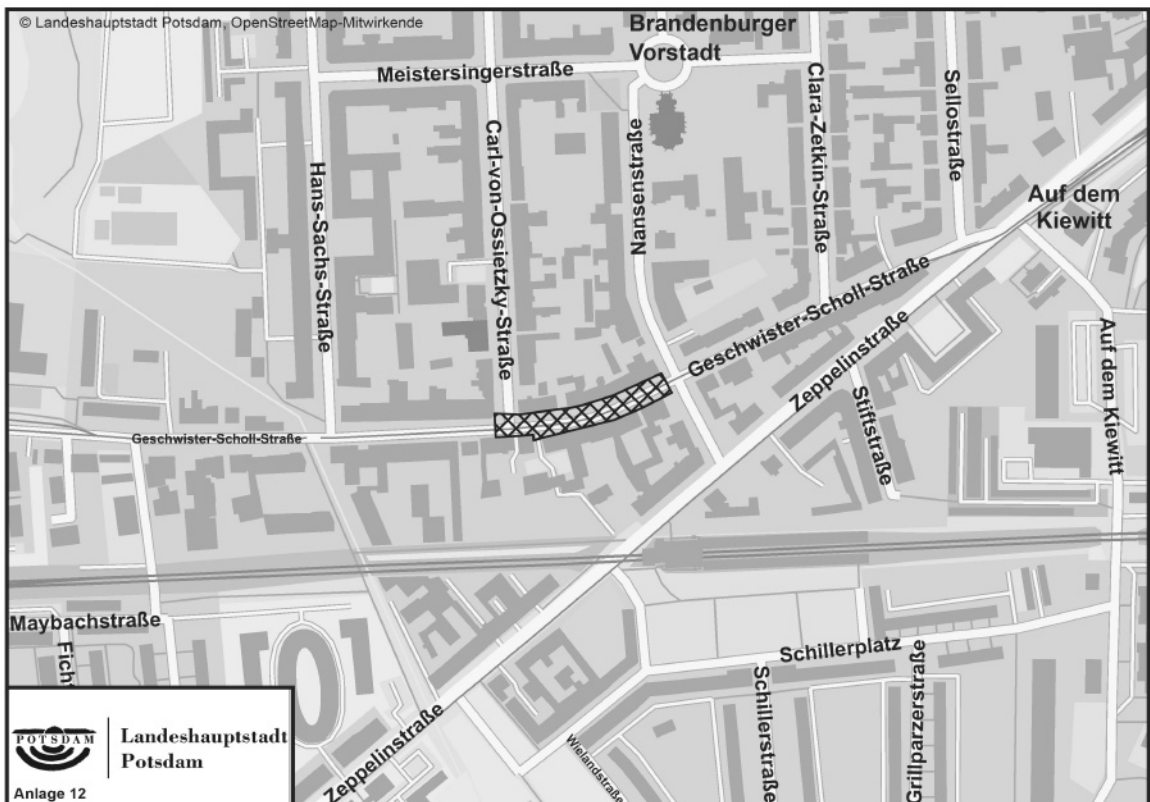 © Landeshauptstadt Potsdam, OpenStreetMap-Mitwirkende
Brandenburger
Vorstadt
Meistersingerstraße
Hans-Sachs-Straße
Carl-von-Ossietzky-Straße
Nansenstraße
Clara-Zetkin-Straße
Sellostraße
Auf dem
Kiewitt
Geschwister-Scholl-Straße
Zeppelinstraße
Auf dem Kiewitt
Stiftstraße
Geschwister-Scholl-Straße
Maybachstraße
Schillerplatz
Schillerstraße
Grillparzerstraße
Wielandstraße
Zeppelinstraße
POTSDAM
Landeshauptstadt
Potsdam
Anlage 12